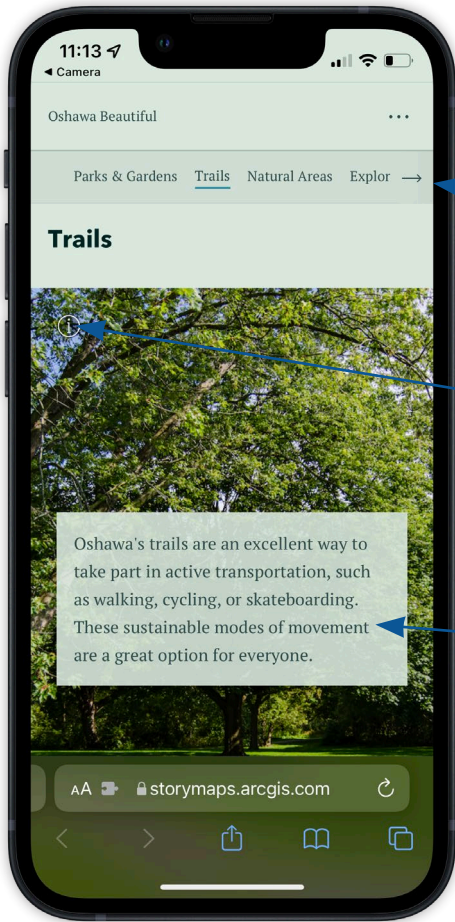 11:13
◀ Camera
Oshawa Beautiful
Parks & Gardens Trails Natural Areas Explor →
Trails
Oshawa's trails are an excellent way to
take part in active transportation, such
as walking, cycling, or skateboarding.
These sustainable modes of movement
are a great option for everyone.
AA storymaps.arcgis.com